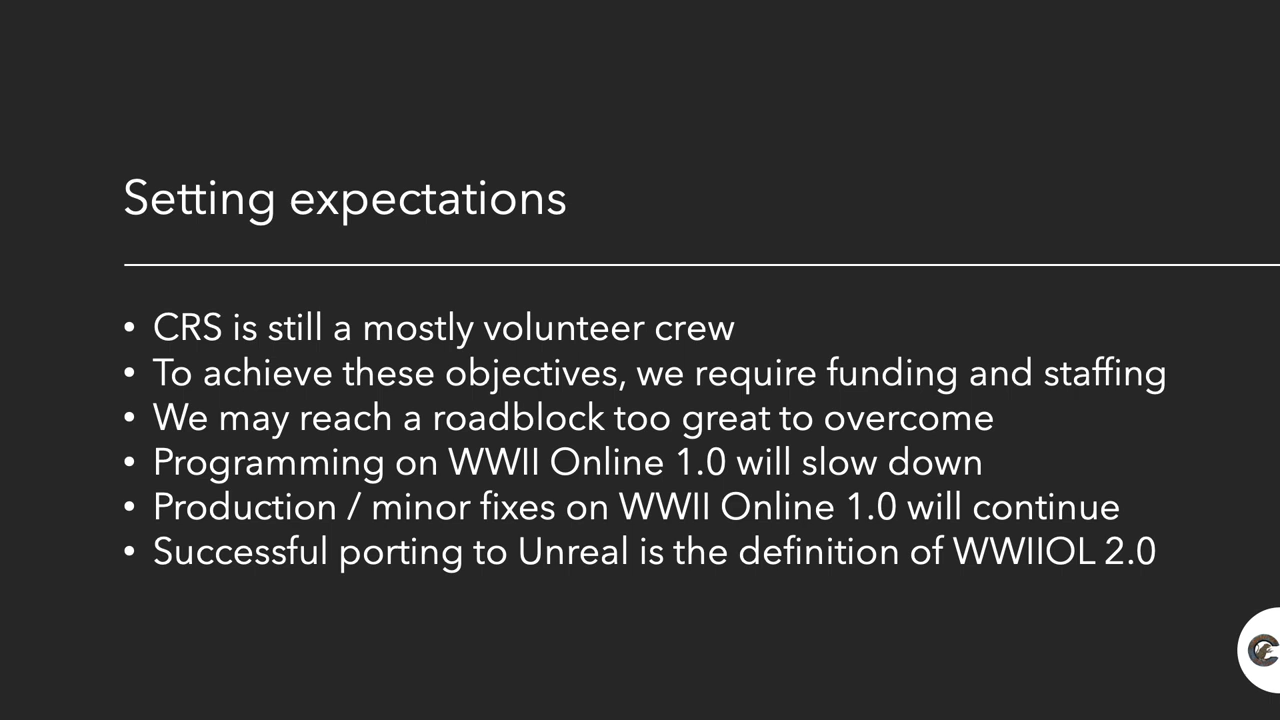 Setting expectations
• CRS is still a mostly volunteer crew
• To achieve these objectives, we require funding and staffing
• We may reach a roadblock too great to overcome
• Programming on WWII Online 1.0 will slow down
• Production / minor fixes on WWII Online 1.0 will continue
• Successful porting to Unreal is the definition of WWIIOL 2.0